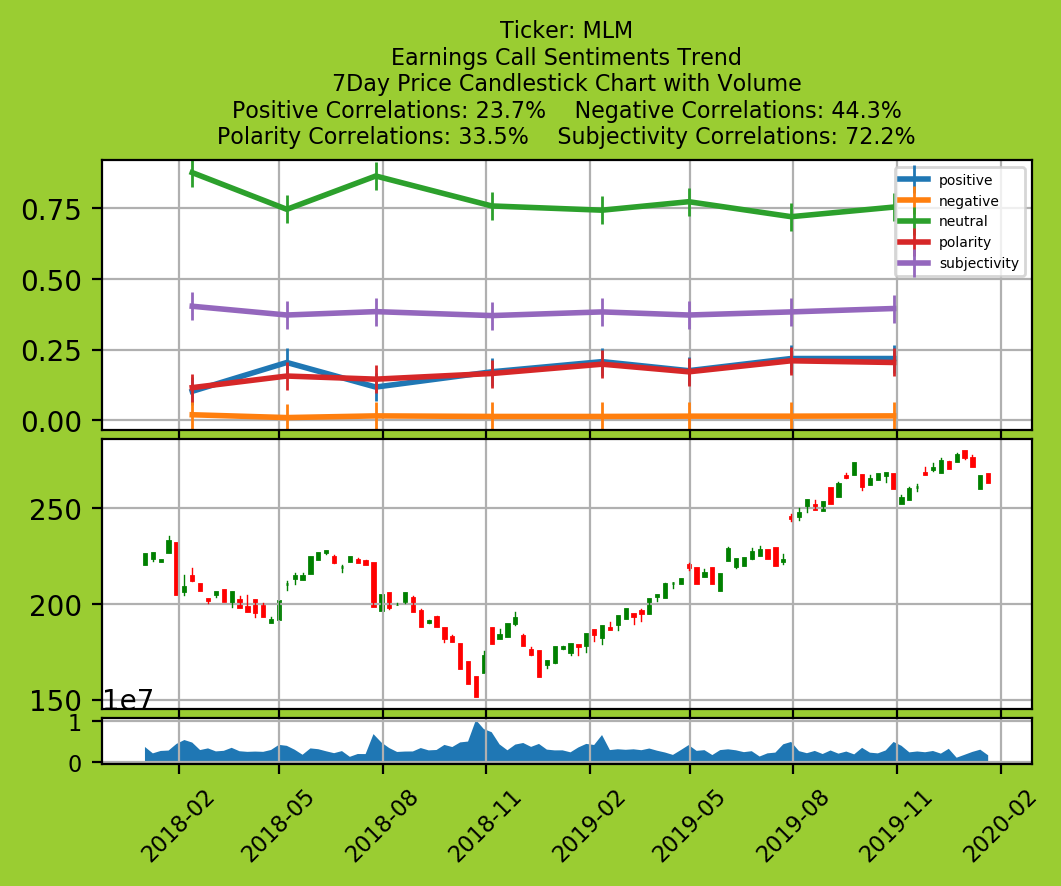 Ticker: MLM
Earnings Call Sentiments Trend
7Day Price Candlestick Chart with Volume
Positive Correlations: 23.7%    Negative Correlations: 44.3%
Polarity Correlations: 33.5%    Subjectivity Correlations: 72.2%
positive
negative
neutral
polarity
subjectivity
0.75
0.50
0.25
0.00
250
200
150
1e7
1
0
2018-02
2018-05
2018-08
2018-11
2019-02
2019-05
2019-08
2019-11
2020-02